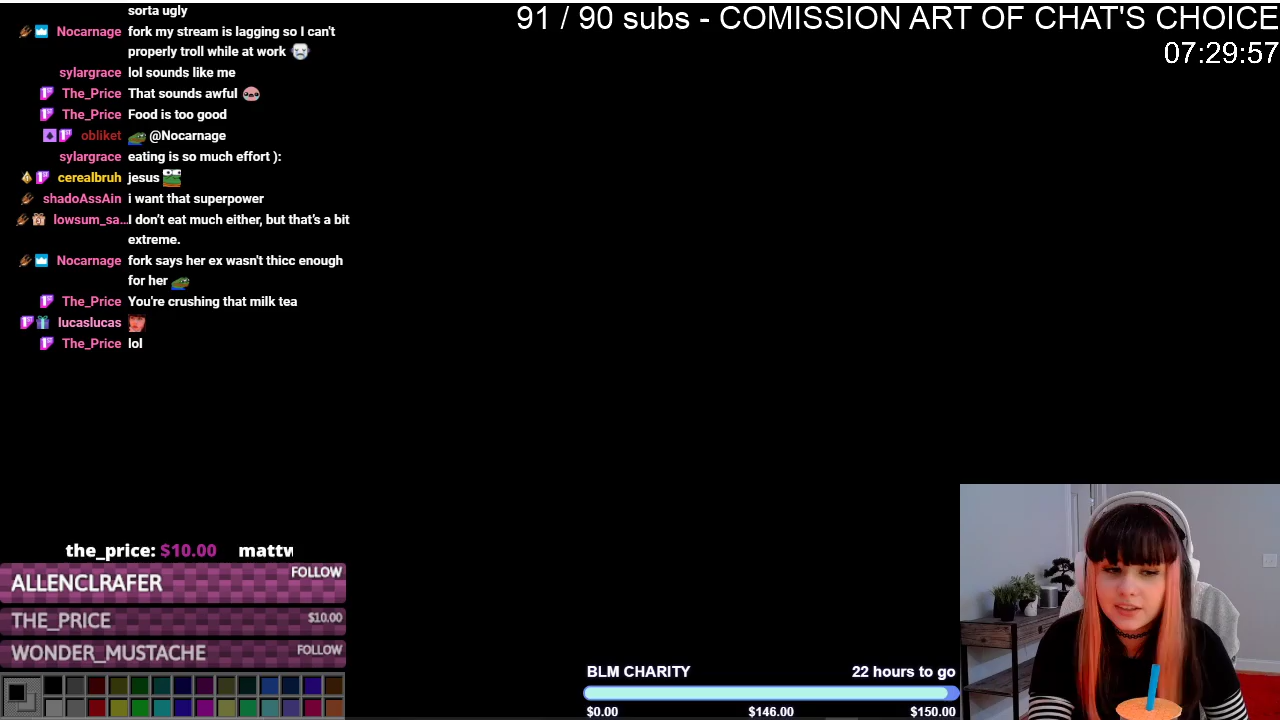 sorta ugly
Nocarnage fork my stream is lagging so I can't
properly troll while at work
sylargrace lol sounds like me
The_Price That sounds awful
The_Price Food is too good
obliket @Nocarnage
sylargrace eating is so much effort ):
cerealbruh jesus
shadoAssAin i want that superpower
lowsum_sa... I don't eat much either, but that's a bit
extreme.
Nocarnage fork says her ex wasn't thicc enough
for her
The_Price You're crushing that milk tea
lucaslucas
The_Price lol
91 / 90 subs - COMISSION ART OF CHAT'S CHOICE
07:29:57
the_price: $10.00 mattw
ALLENCLRAFER FOLLOW
THE_PRICE $10.00
WONDER_MUSTACHE FOLLOW
BLM CHARITY 22 hours to go
$0.00 $146.00 $150.00